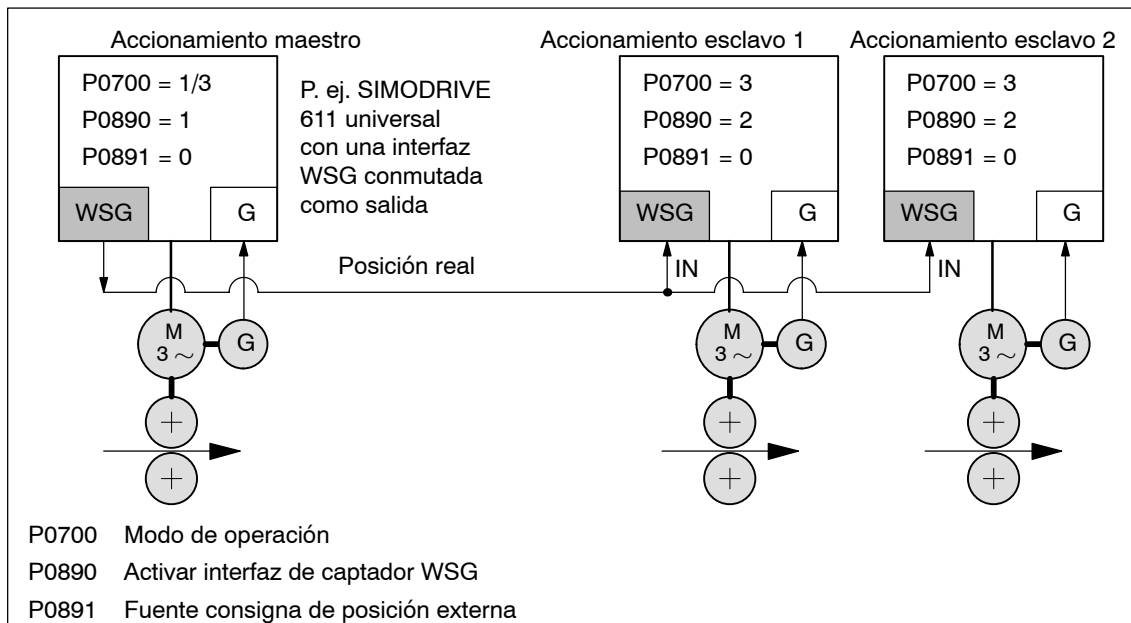 Accionamiento maestro
P0700 = 1/3
P0890 = 1
P0891 = 0
WSG
G
P. ej. SIMODRIVE
611 universal
con una interfaz
WSG conmutada
como salida
Accionamiento esclavo 1
P0700 = 3
P0890 = 2
P0891 = 0
WSG
G
Accionamiento esclavo 2
P0700 = 3
P0890 = 2
P0891 = 0
WSG
G
Posición real
IN
IN
M
3 ~
G
M
3 ~
G
M
3 ~
G
P0700 Modo de operación
P0890 Activar interfaz de captador WSG
P0891 Fuente consigna de posición externa